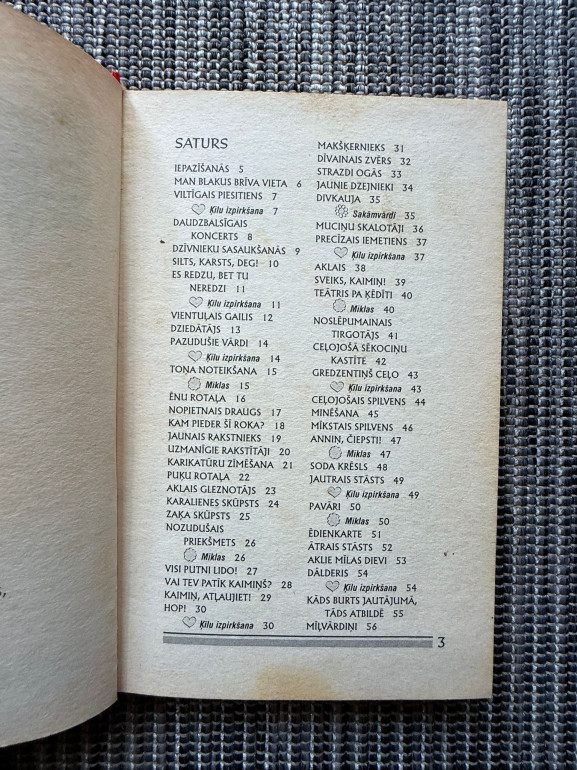 SATURS
IEPAZĪŠANĀS 5
MAN BLAKUS BRĪVA VIETA 6
VILTĪGAIS PIESITIENS 7
Ķīlu izpirkšana 7
DAUDZBALSĪGAIS
KONCERTS 8
DZĪVNIEKU SASAUKŠANĀS 9
SILTS, KARSTS, DEG! 10
ES REDZU, BET TU
NEREDZI 11
Ķīlu izpirkšana 11
VIENTUĻAIS GAILIS 12
DZIEDĀTĀJS 13
PAZUDUŠIE VĀRDI 14
Ķīlu izpirkšana 14
TOŅA NOTEIKŠANA 15
Miklas 15
ĒNU ROTAĻA 16
NOPIETNAIS DRAUGS 17
KAM PIEDER ŠĪ ROKA? 18
JAUNAIS RAKSTNIEKS 19
UZMANĪGIE RAKSTĪTĀJI 20
KARIKATŪRU ZĪMĒŠANA 21
PUĶU ROTAĻA 22
AKLAIS GLEZNOTĀJS 23
KARALIENES SKŪPSTS 24
ZAĶA SKŪPSTS 25
NOZUDUŠAIS
PRIEKŠMETS 26
Miklas 26
VISI PUTNI LIDO! 27
VAI TEV PATĪK KAIMIŅŠ? 28
KAIMIŅ, ATĻAUJIET! 29
HOP! 30
Ķīlu izpirkšana 30
MAKŠĶERNIEKS 31
DĪVAINAIS ZVĒRS 32
STRAZDI OGĀS 33
JAUNIE DZEJNIEKI 34
DIVKAUJA 35
Sakāmvārdi 35
MUCIŅU SKALOTĀJI 36
PRECĪZAIS IEMETIENS 37
Ķīlu izpirkšana 37
AKLAIS 38
SVEIKS, KAIMIŅ! 39
TEĀTRIS PA ĶĒDĪTI 40
Miklas 40
NOSLĒPUMAINAIS
TIRGOTĀJS 41
CEĻOJOŠĀ SĒKOCIŅU
KASTĪTE 42
GREDZENTIŅŠ CEĻO 43
Ķīlu izpirkšana 43
CEĻOJOŠAIS SPILVENS 44
MINĒŠANA 45
MĪKSTAIS SPILVENS 46
ANNIŅ, ČIEPSTI! 47
Miklas 47
SODA KRĒSLS 48
JAUTRAIS STĀSTS 49
Ķīlu izpirkšana 49
PAVĀRI 50
Miklas 50
ĒDIENKARTE 51
ĀTRAIS STĀSTS 52
AKLIE MĪLAS DIEVI 53
DĀLDERIS 54
Ķīlu izpirkšana 54
KĀDS BURTS JAUTĀJUMĀ,
TĀDS ATBILDĒ 55
MĪĻVĀRDIŅI 56
3